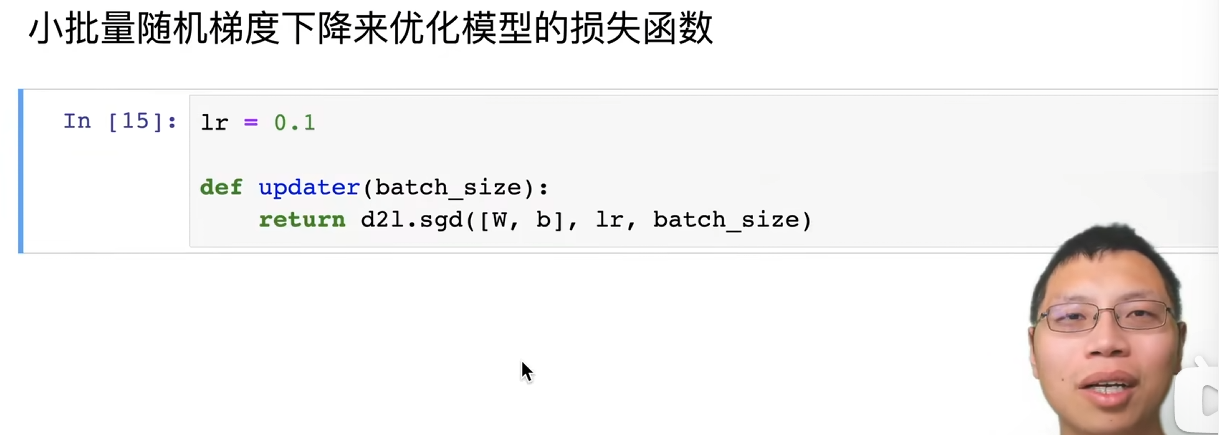 小批量随机梯度下降来优化模型的损失函数
In [15]: lr = 0.1
def updater(batch_size):
    return d2l.sgd([W, b], lr, batch_size)